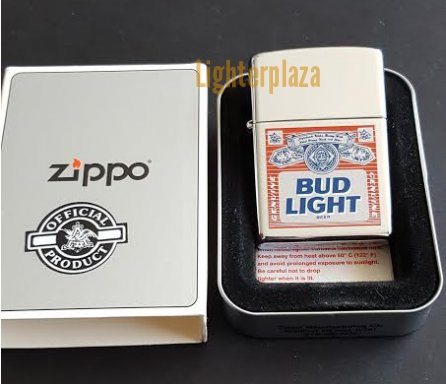 Lighterplaza
zippo
OFFICIAL
PRODUCT
BUD
LIGHT
BEER
Keep away from heat above 50° C (122° F)
and avoid prolonged exposure to sunlight.
Be careful not to drop
lighter when it is lit.